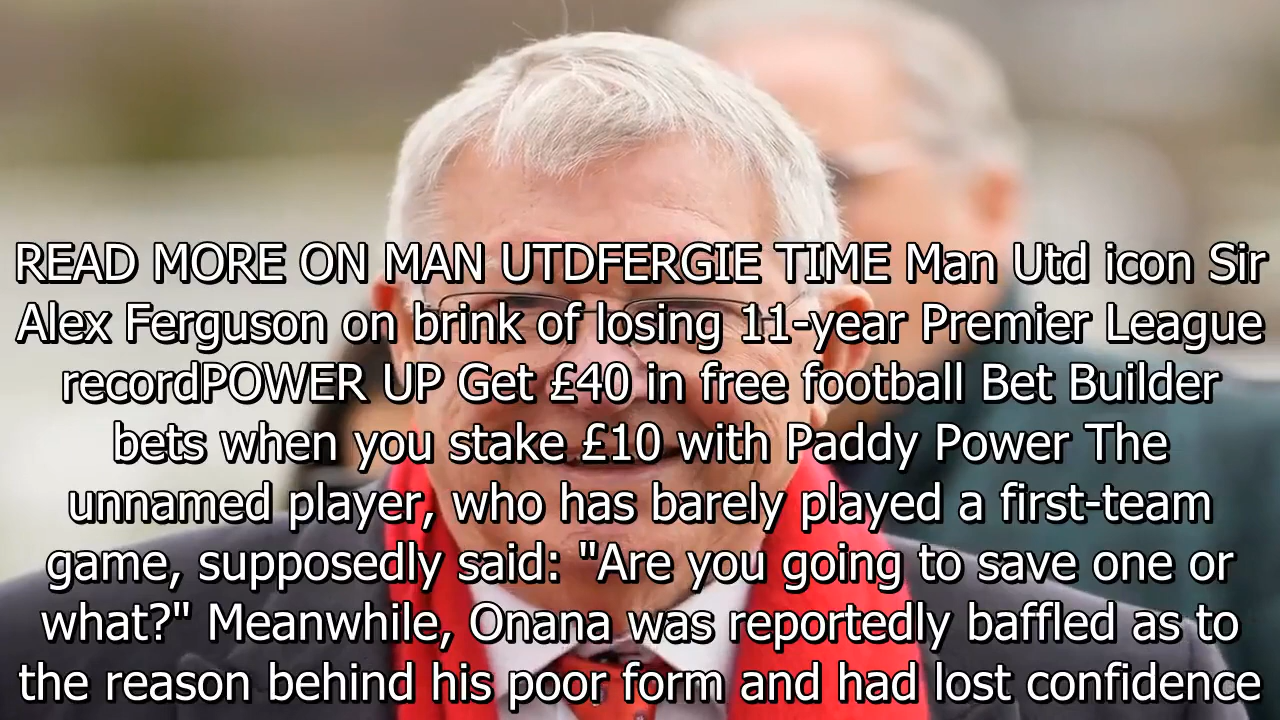 READ MORE ON MAN UTDFERGIE TIME Man Utd icon Sir
Alex Ferguson on brink of losing 11-year Premier League
recordPOWER UP Get £40 in free football Bet Builder
bets when you stake £10 with Paddy Power The
unnamed player, who has barely played a first-team
game, supposedly said: "Are you going to save one or
what?" Meanwhile, Onana was reportedly baffled as to
the reason behind his poor form and had lost confidence